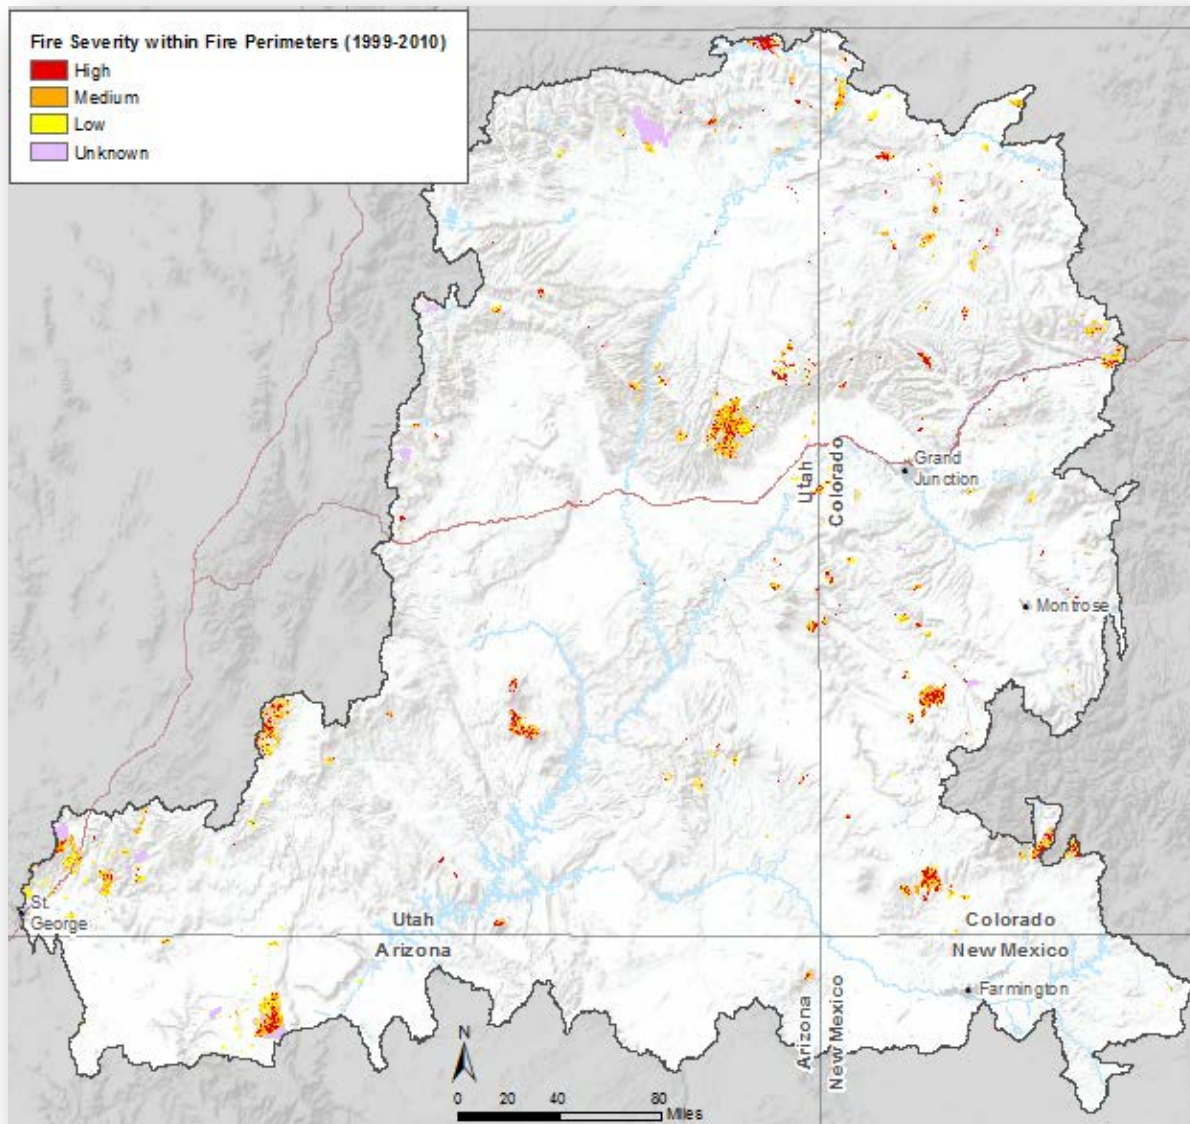 Fire Severity within Fire Perimeters (1999-2010)
High
Medium
Low
Unknown
Utah
Colorado
Grand
Junction
Montrose
St.
George
Utah
Arizona
Colorado
New Mexico
Arizona
New Mexico
Farmington
N
0 20 40 80
Miles